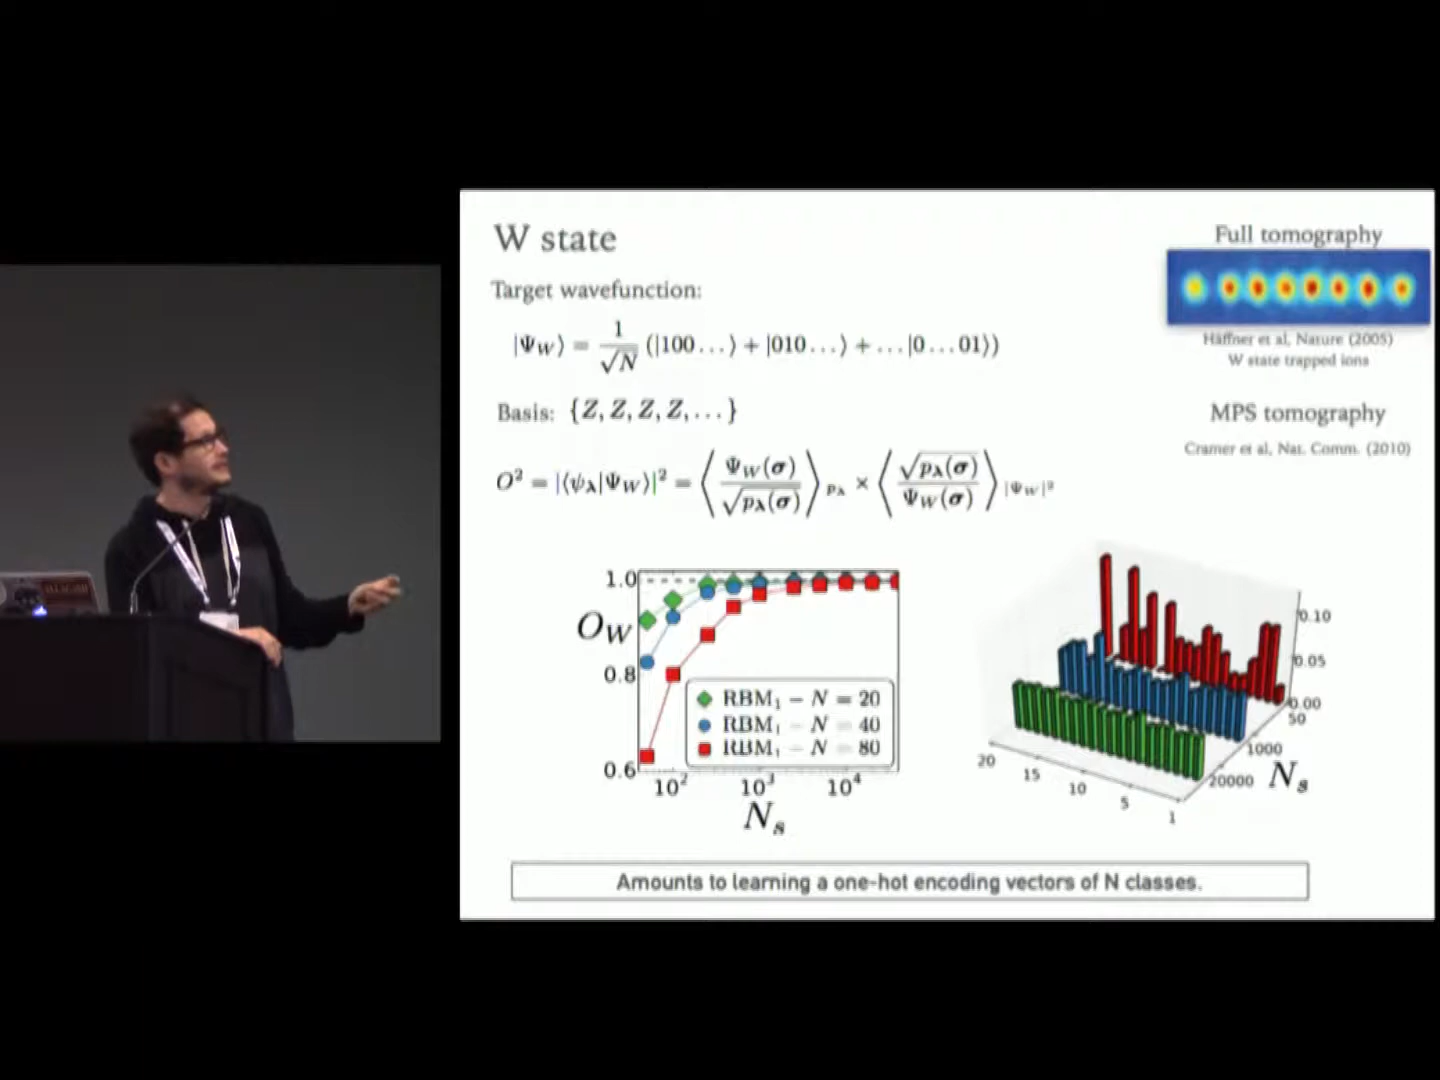 W state
Target wavefunction:
|Ψ_W⟩ = 1/√N (|100...⟩ + |010...⟩ + ...|0...01⟩)
Basis: {Z, Z, Z, Z, ...}
O² = |⟨ψ_λ|Ψ_W⟩|² = ⟨Ψ_W(σ)/√p_λ(σ)⟩_{p_λ} × ⟨√p_λ(σ)/Ψ_W(σ)⟩_{|Ψ_W|²}
Full tomography
Häffner et al, Nature (2005)
W state trapped ions
MPS tomography
Cramer et al, Nat. Comm. (2010)
1.0
O_W
0.8
0.6
RBM₁ − N = 20
RBM₁ − N = 40
RBM₁ − N = 80
10² 10³ 10⁴
N_s
0.10
0.05
0.00
50
1000
20000
N_s
20 15 10 5 1
Amounts to learning a one-hot encoding vectors of N classes.